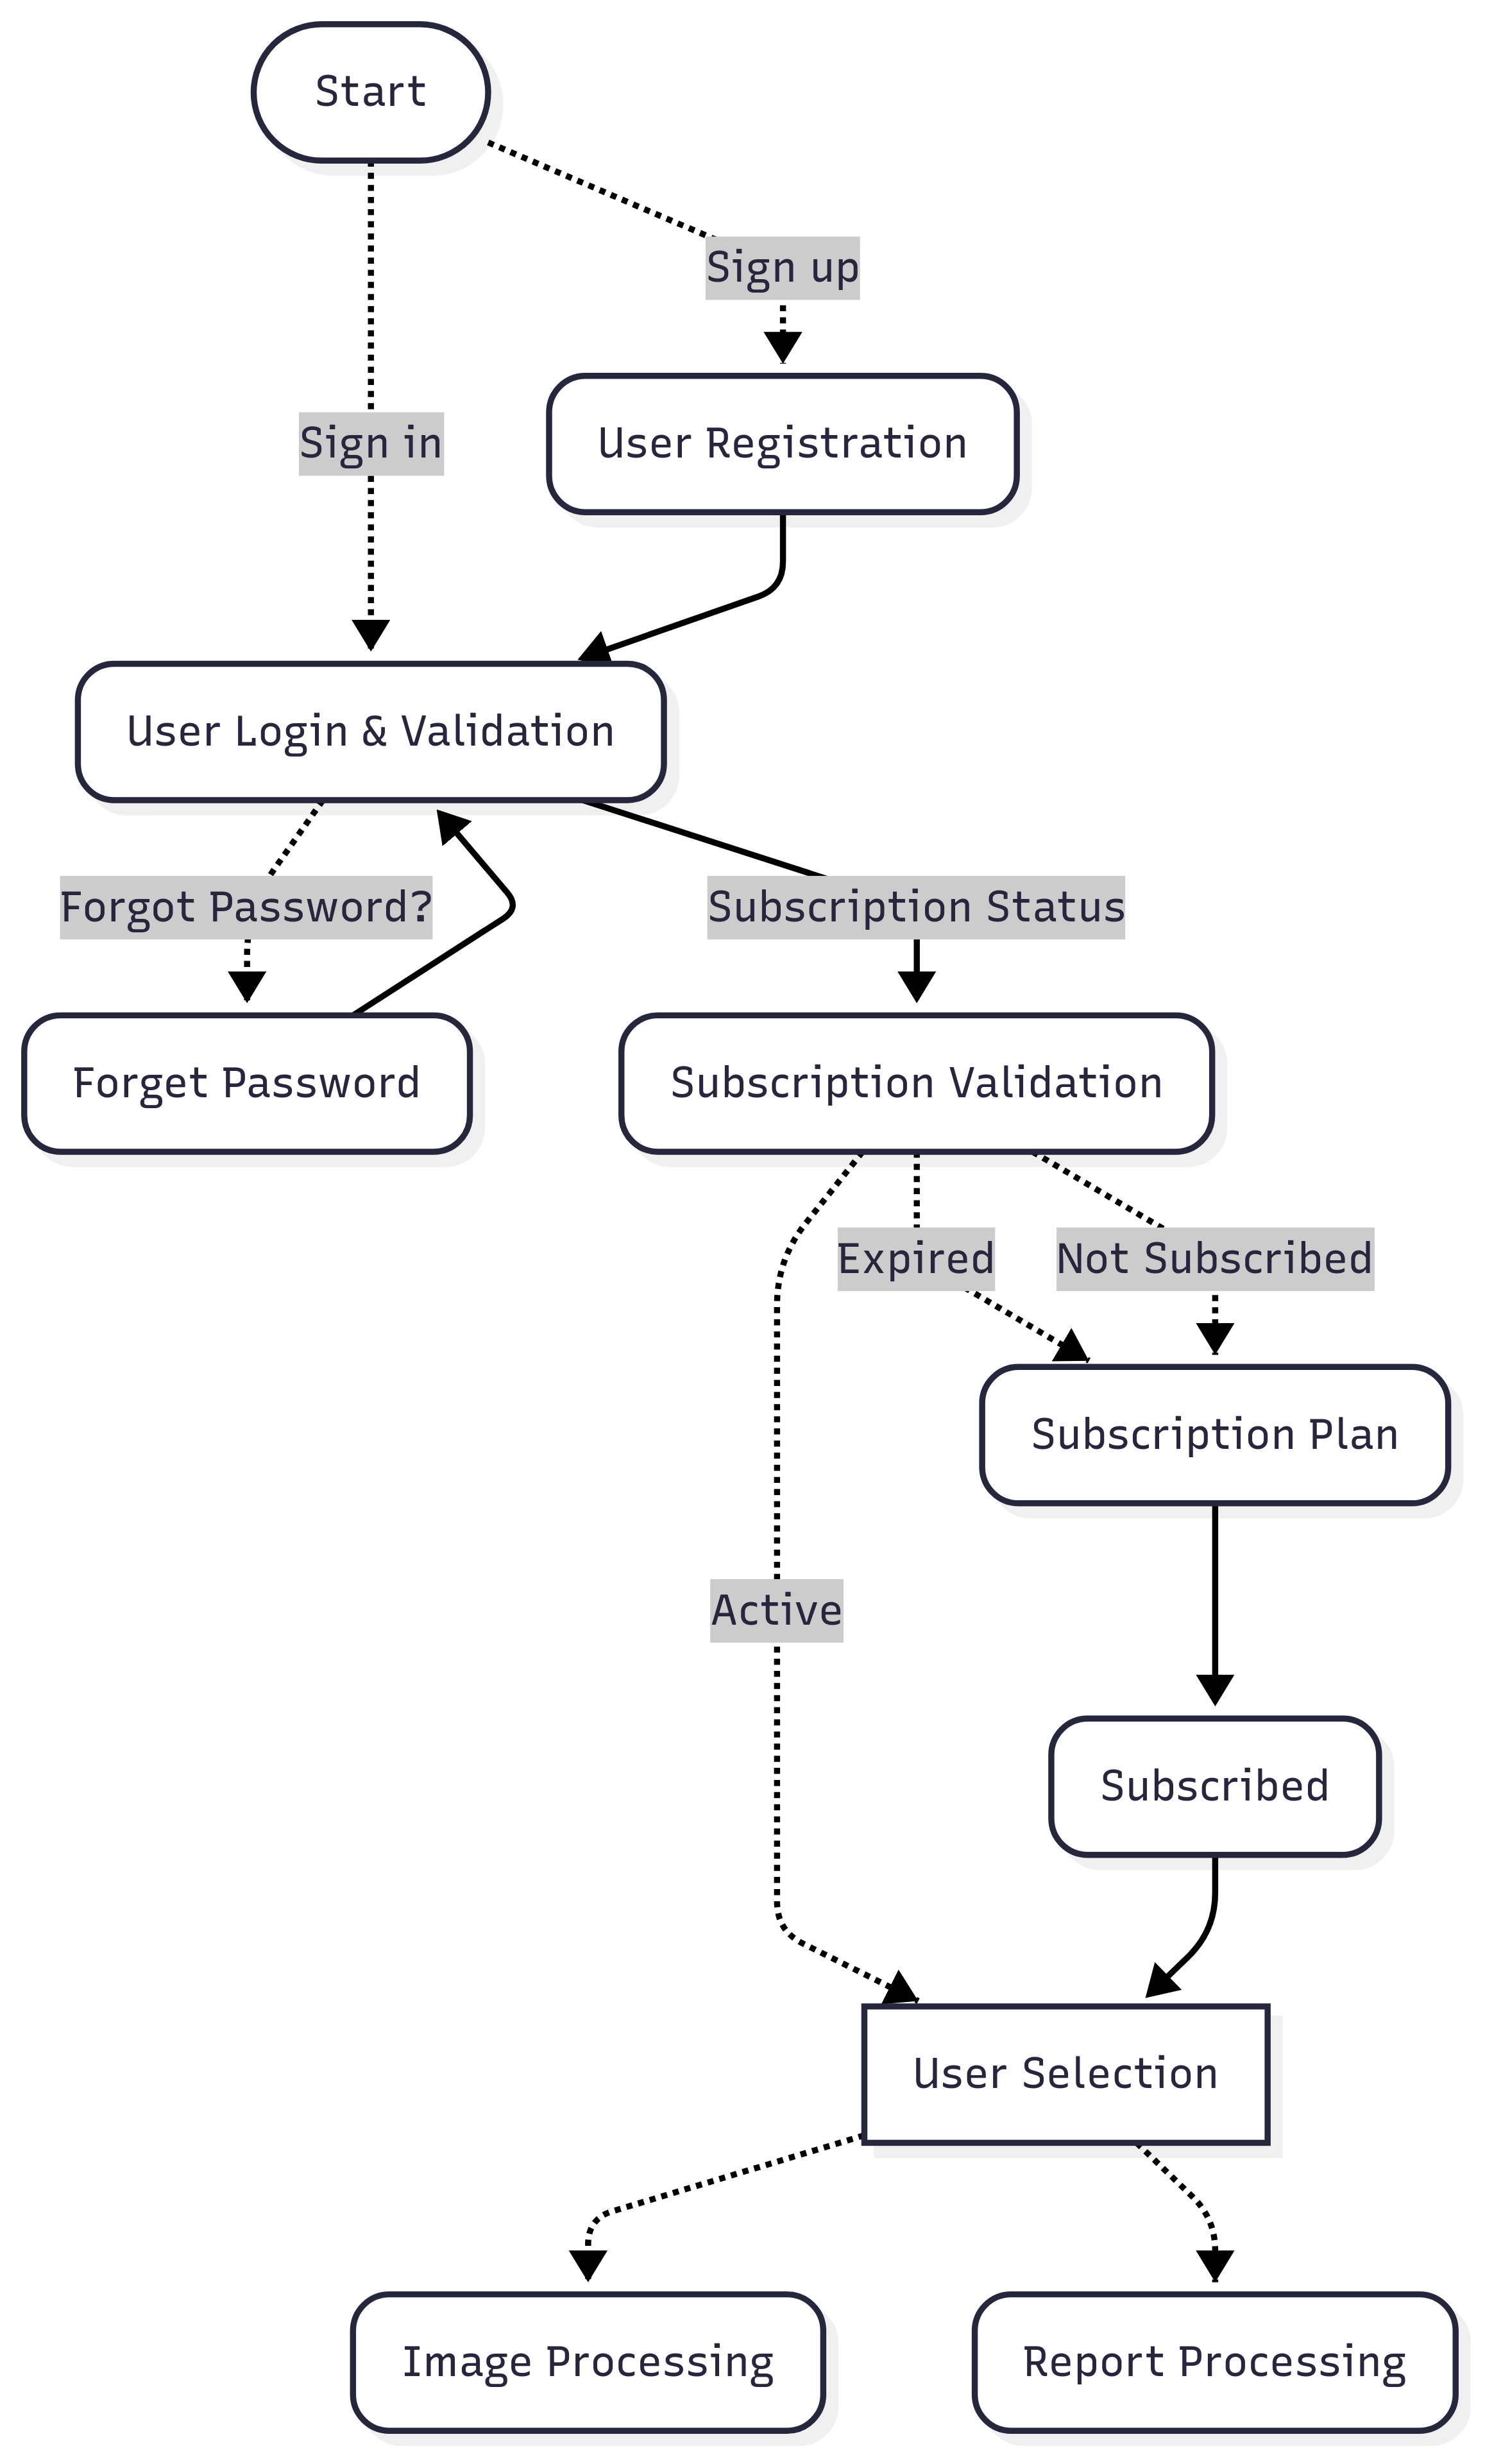 Start
Sign up
Sign in
User Registration
User Login & Validation
Forgot Password?
Subscription Status
Forget Password
Subscription Validation
Expired
Not Subscribed
Subscription Plan
Active
Subscribed
User Selection
Image Processing
Report Processing